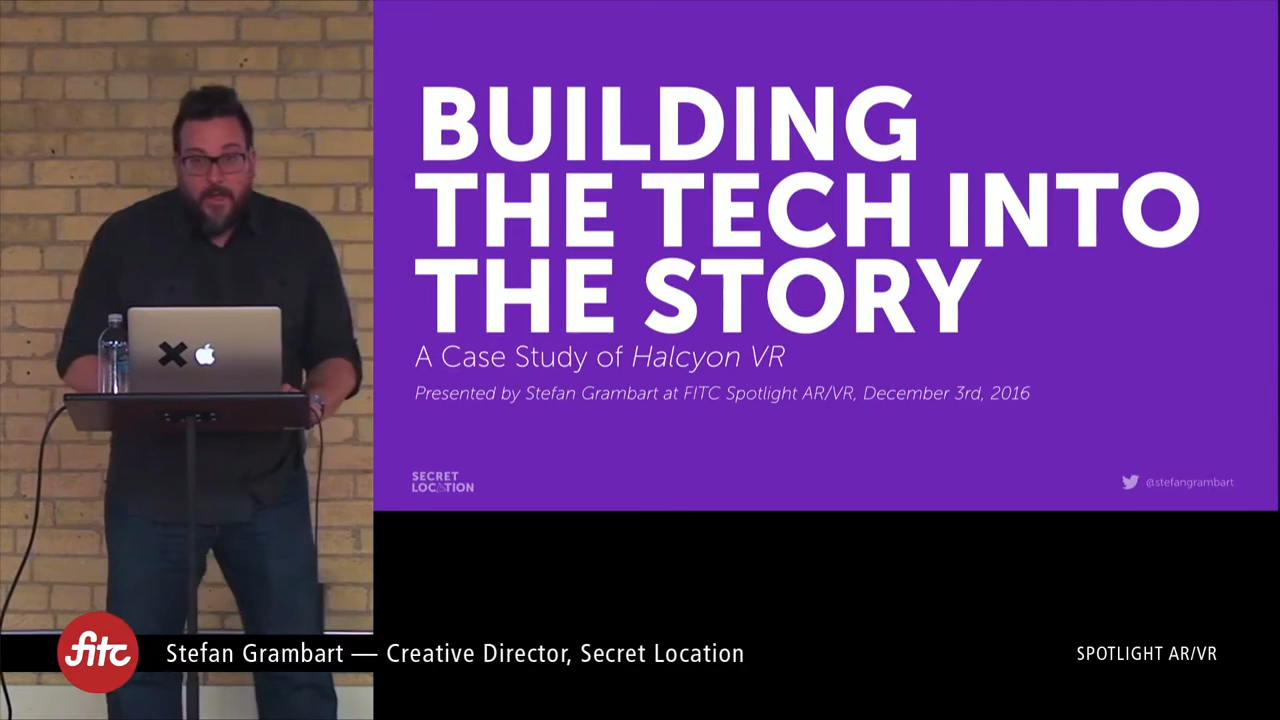 BUILDING
THE TECH INTO
THE STORY
A Case Study of Halcyon VR
Presented by Stefan Grambart at FITC Spotlight AR/VR, December 3rd, 2016
SECRET
LOCATION
@stefangrambart
fitc
Stefan Grambart — Creative Director, Secret Location
SPOTLIGHT AR/VR